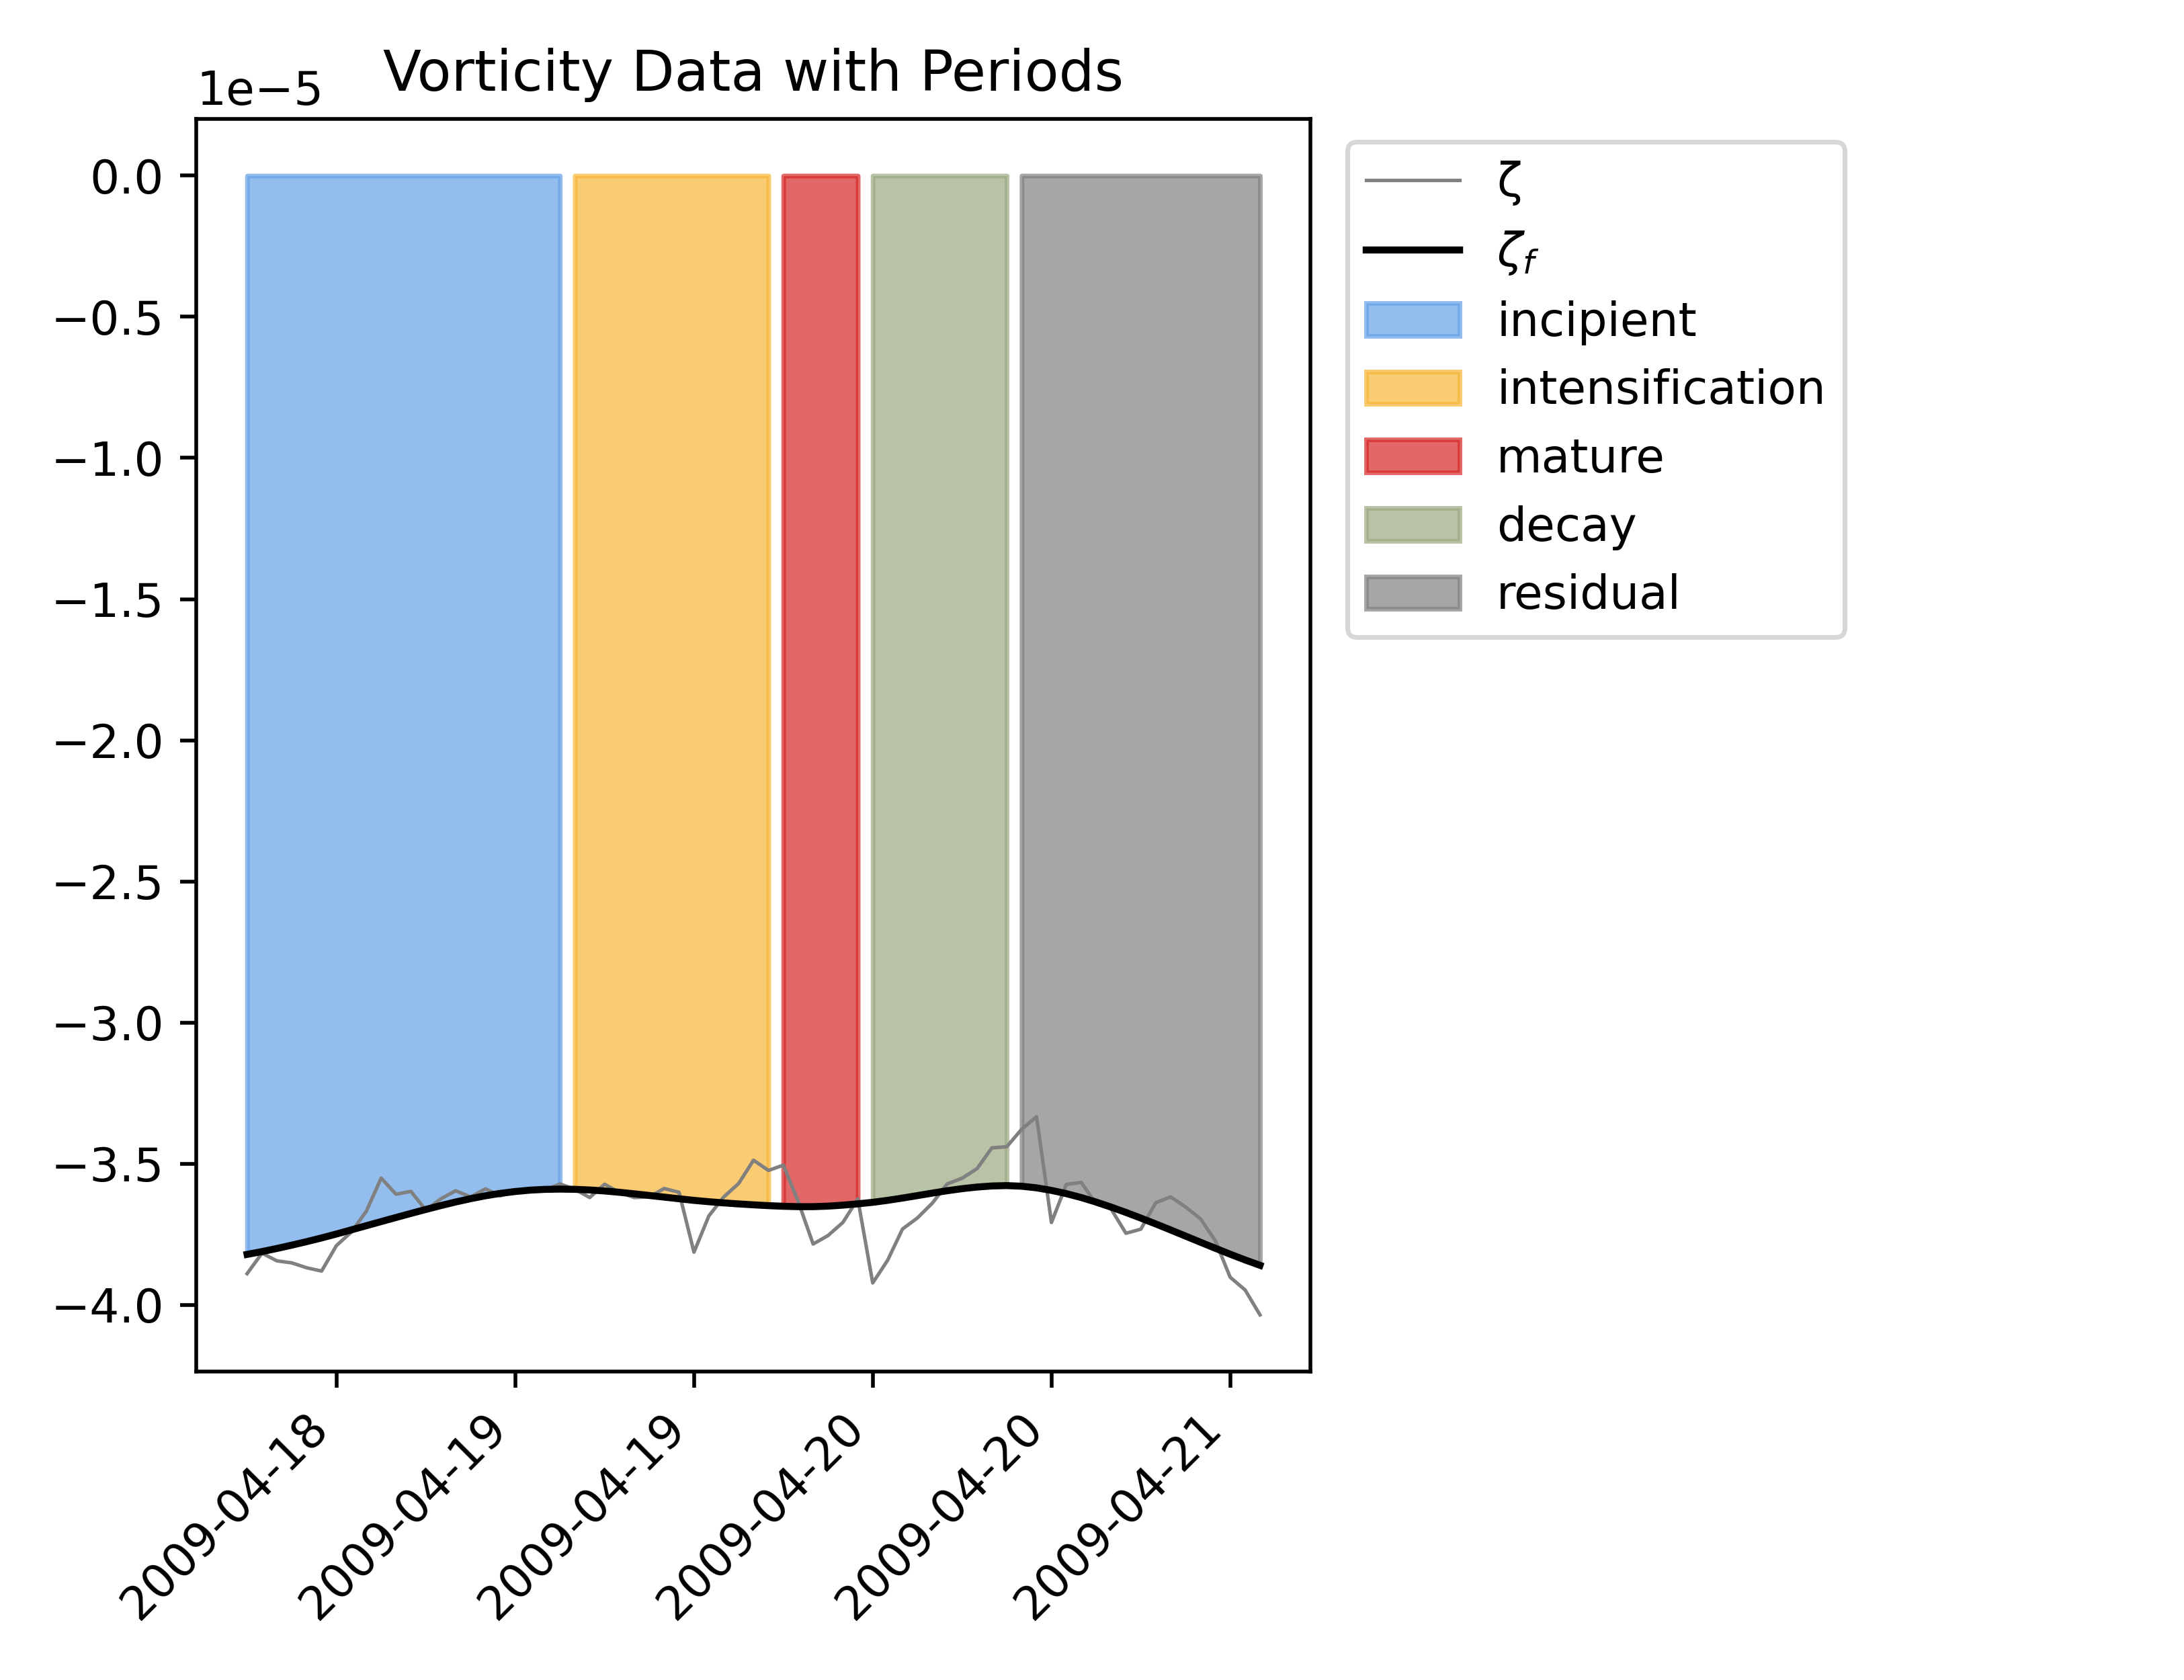 Vorticity Data with Periods
1e−5
0.0
−0.5
−1.0
−1.5
−2.0
−2.5
−3.0
−3.5
−4.0
2009-04-18
2009-04-19
2009-04-19
2009-04-20
2009-04-20
2009-04-21
ζ
ζf
incipient
intensification
mature
decay
residual